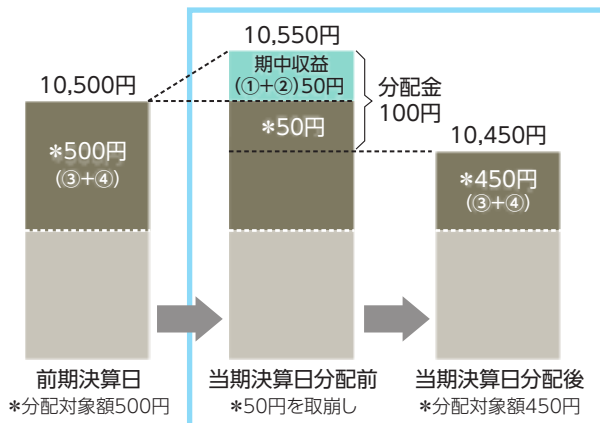 10,500円
*500円
(③+④)
前期決算日
*分配対象額500円
10,550円
期中収益
(①+②)50円
*50円
分配金
100円
当期決算日分配前
*50円を取崩し
10,450円
*450円
(③+④)
当期決算日分配後
*分配対象額450円